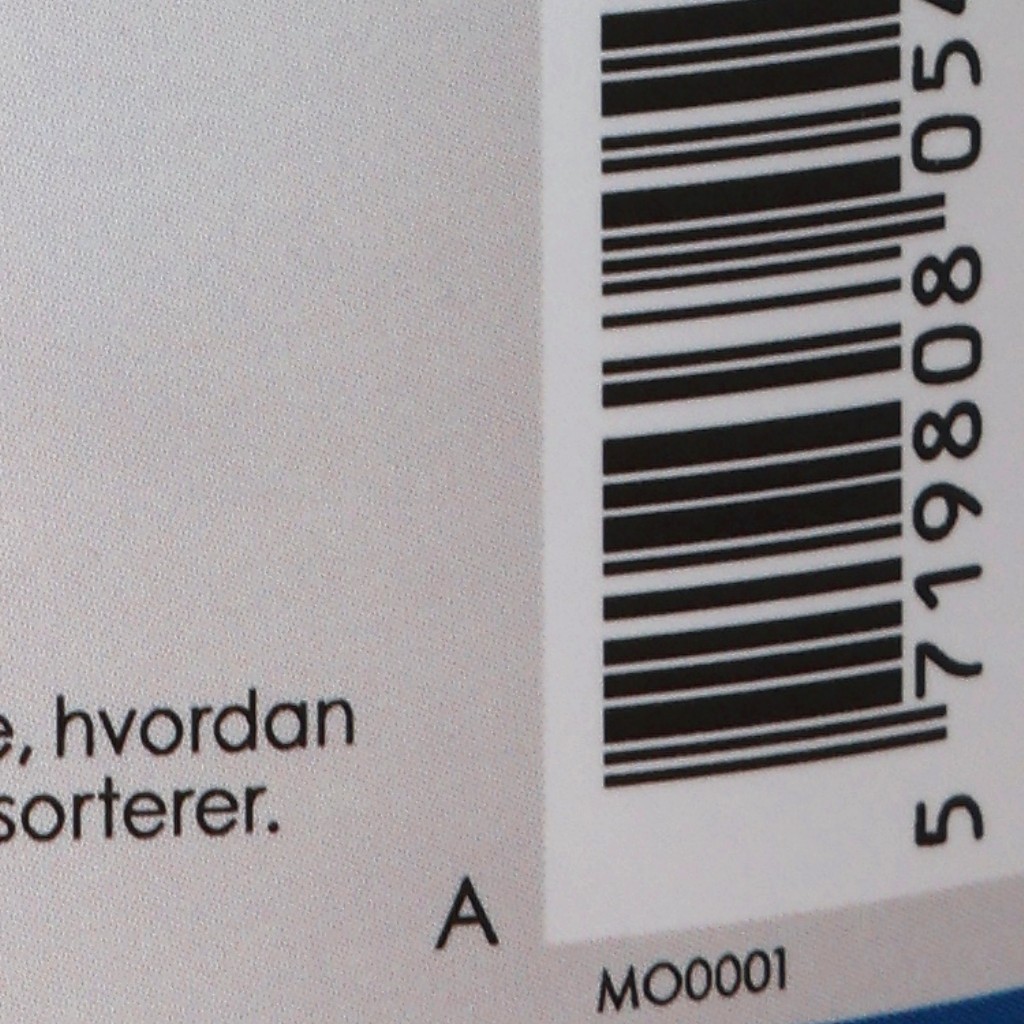 , hvordan
sorterer.
A
MO0001
5 719808 05